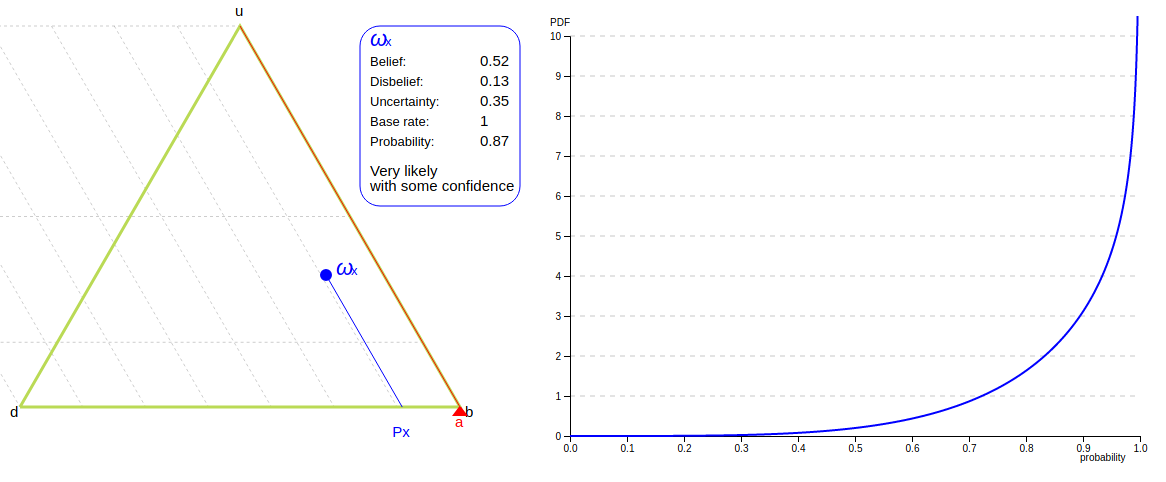 u
ωx
Belief: 0.52
Disbelief: 0.13
Uncertainty: 0.35
Base rate: 1
Probability: 0.87
Very likely
with some confidence
ωx
d
b
a
Px
PDF
10
9
8
7
6
5
4
3
2
1
0
0.0 0.1 0.2 0.3 0.4 0.5 0.6 0.7 0.8 0.9 1.0
probability